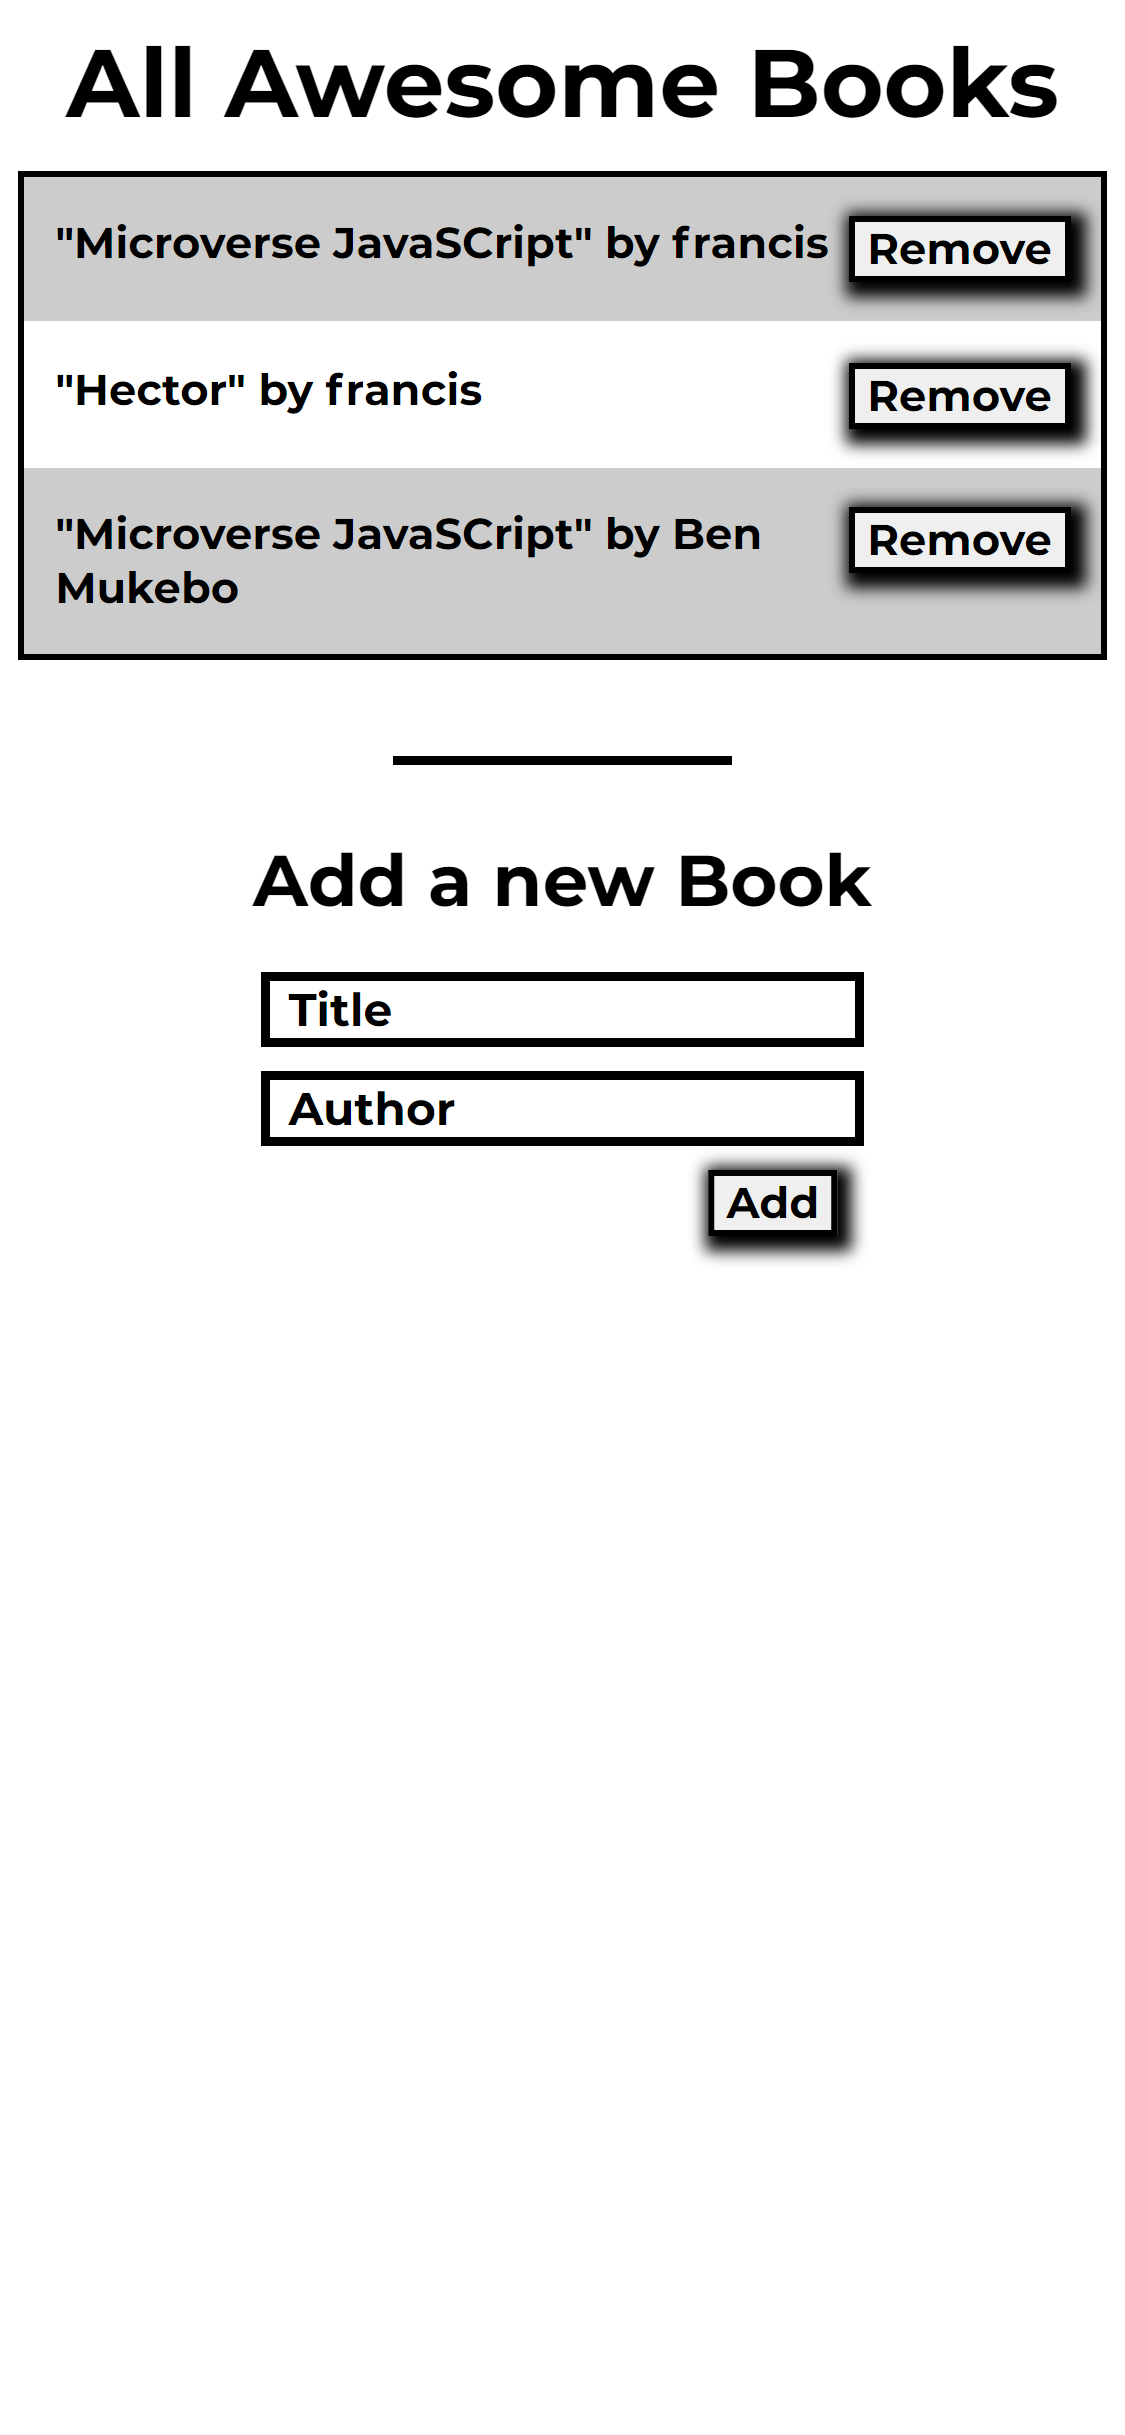 All Awesome Books
"Microverse JavaSCript" by francis
Remove
"Hector" by francis
Remove
"Microverse JavaSCript" by Ben
Mukebo
Remove
Add a new Book
Title
Author
Add